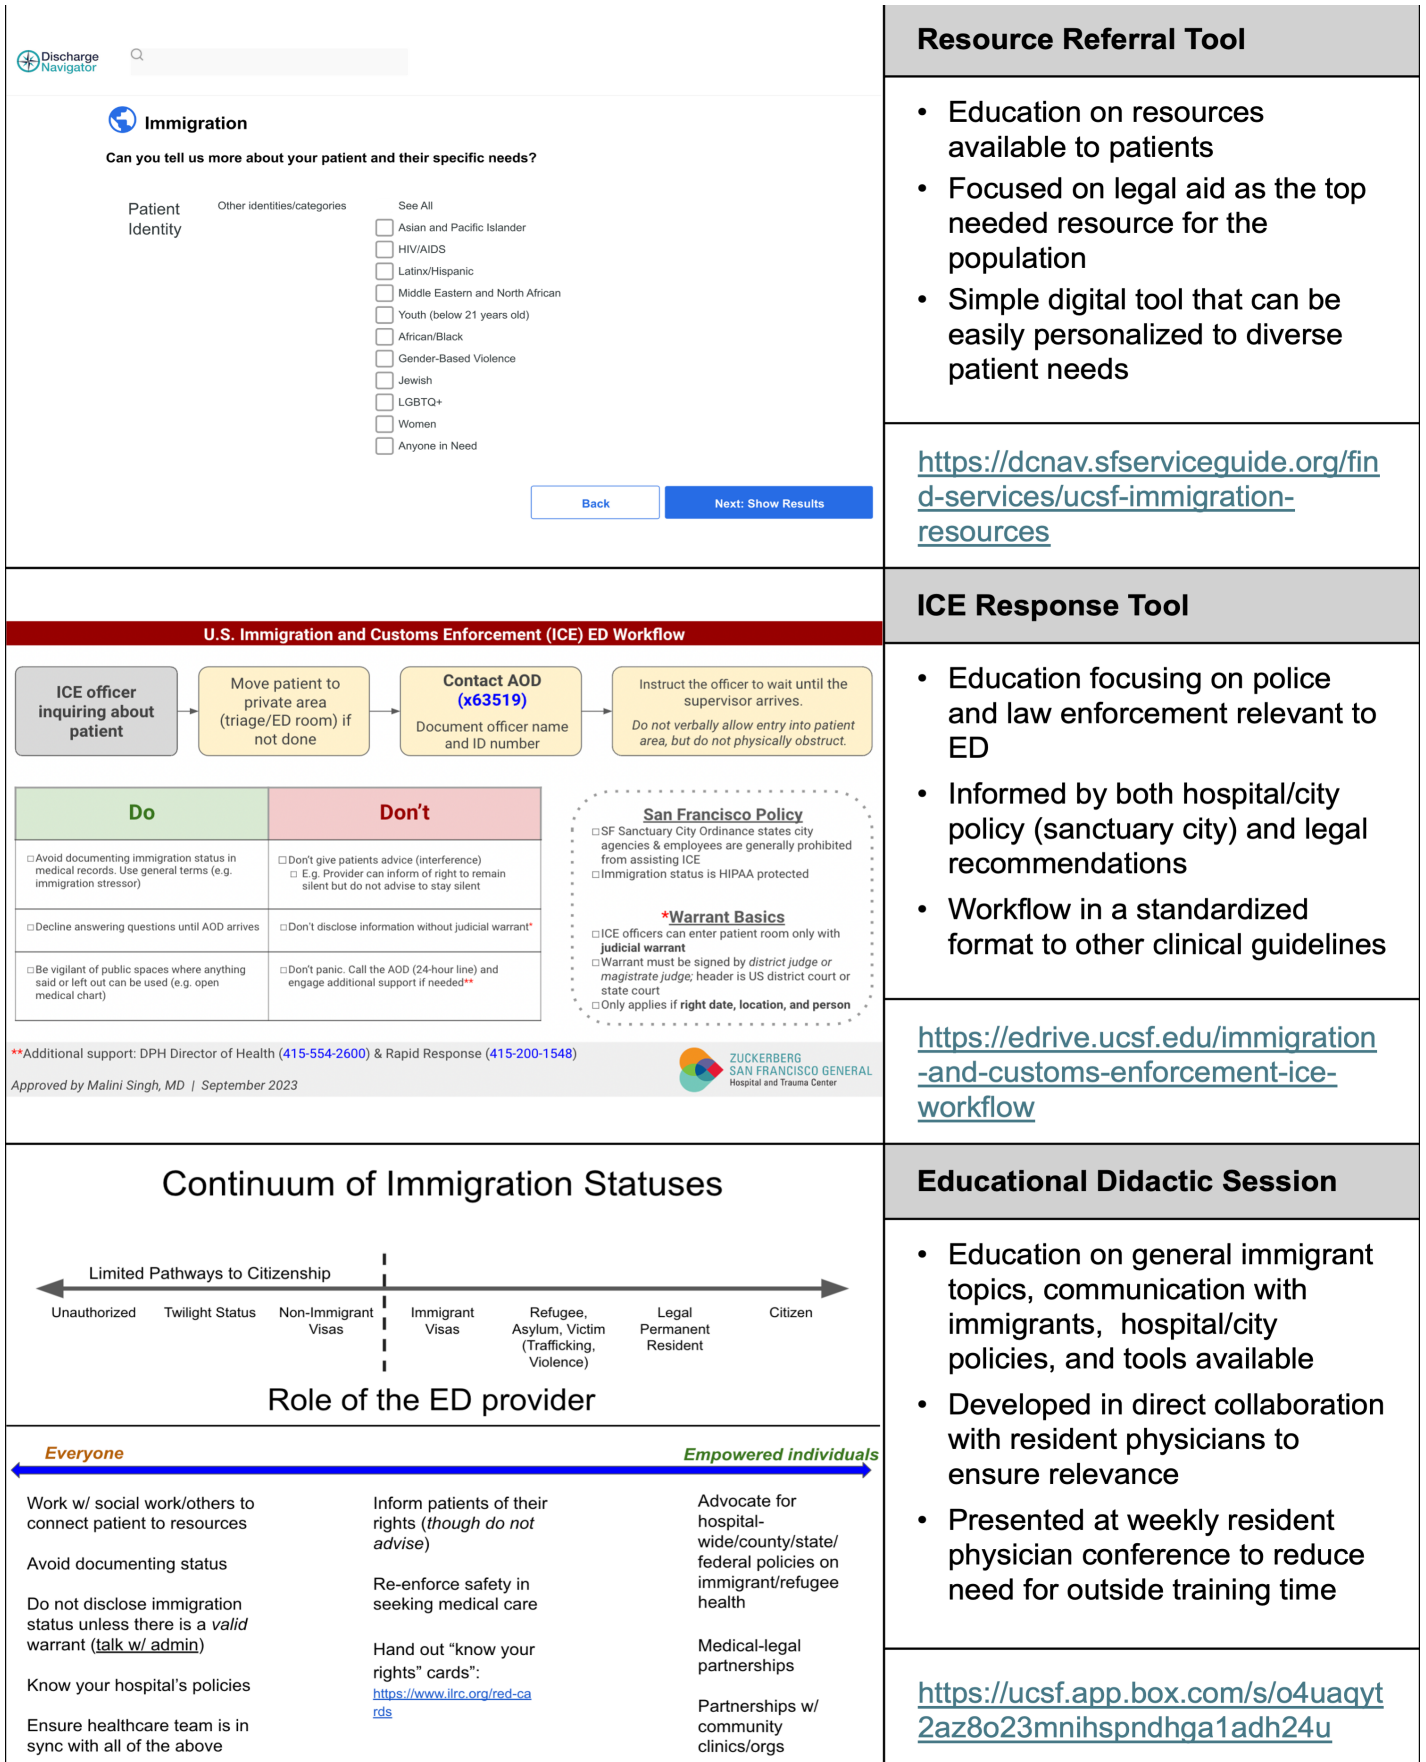 Discharge
Navigator
Immigration
Can you tell us more about your patient and their specific needs?
Patient
Identity
Other identities/categories
See All
Asian and Pacific Islander
HIV/AIDS
Latinx/Hispanic
Middle Eastern and North African
Youth (below 21 years old)
African/Black
Gender-Based Violence
Jewish
LGBTQ+
Women
Anyone in Need
Back
Next: Show Results
Resource Referral Tool
• Education on resources
available to patients
• Focused on legal aid as the top
needed resource for the
population
• Simple digital tool that can be
easily personalized to diverse
patient needs
https://dcnav.sfserviceguide.org/fin
d-services/ucsf-immigration-
resources
U.S. Immigration and Customs Enforcement (ICE) ED Workflow
ICE officer
inquiring about
patient
Move patient to
private area
(triage/ED room) if
not done
Contact AOD
(x63519)
Document officer name
and ID number
Instruct the officer to wait until the
supervisor arrives.
Do not verbally allow entry into patient
area, but do not physically obstruct.
Do
Don't
Avoid documenting immigration status in
medical records. Use general terms (e.g.
immigration stressor)
Don't give patients advice (interference)
E.g. Provider can inform of right to remain
silent but do not advise to stay silent
Decline answering questions until AOD arrives
Don't disclose information without judicial warrant*
Be vigilant of public spaces where anything
said or left out can be used (e.g. open
medical chart)
Don't panic. Call the AOD (24-hour line) and
engage additional support if needed**
San Francisco Policy
SF Sanctuary City Ordinance states city
agencies & employees are generally prohibited
from assisting ICE
Immigration status is HIPAA protected
*Warrant Basics
ICE officers can enter patient room only with
judicial warrant
Warrant must be signed by district judge or
magistrate judge; header is US district court or
state court
Only applies if right date, location, and person
**Additional support: DPH Director of Health (415-554-2600) & Rapid Response (415-200-1548)
Approved by Malini Singh, MD | September 2023
ZUCKERBERG
SAN FRANCISCO GENERAL
Hospital and Trauma Center
ICE Response Tool
• Education focusing on police
and law enforcement relevant to
ED
• Informed by both hospital/city
policy (sanctuary city) and legal
recommendations
• Workflow in a standardized
format to other clinical guidelines
https://edrive.ucsf.edu/immigration
-and-customs-enforcement-ice-
workflow
Continuum of Immigration Statuses
Limited Pathways to Citizenship
Unauthorized
Twilight Status
Non-Immigrant
Visas
Immigrant
Visas
Refugee,
Asylum, Victim
(Trafficking,
Violence)
Legal
Permanent
Resident
Citizen
Role of the ED provider
Everyone
Empowered individuals
Work w/ social work/others to
connect patient to resources
Avoid documenting status
Do not disclose immigration
status unless there is a valid
warrant (talk w/ admin)
Know your hospital's policies
Ensure healthcare team is in
sync with all of the above
Inform patients of their
rights (though do not
advise)
Re-enforce safety in
seeking medical care
Hand out “know your
rights” cards”:
https://www.ilrc.org/red-ca
rds
Advocate for
hospital-
wide/county/state/
federal policies on
immigrant/refugee
health
Medical-legal
partnerships
Partnerships w/
community
clinics/orgs
Educational Didactic Session
• Education on general immigrant
topics, communication with
immigrants, hospital/city
policies, and tools available
• Developed in direct collaboration
with resident physicians to
ensure relevance
• Presented at weekly resident
physician conference to reduce
need for outside training time
https://ucsf.app.box.com/s/o4uaqyt
2az8o23mnihspndhga1adh24u